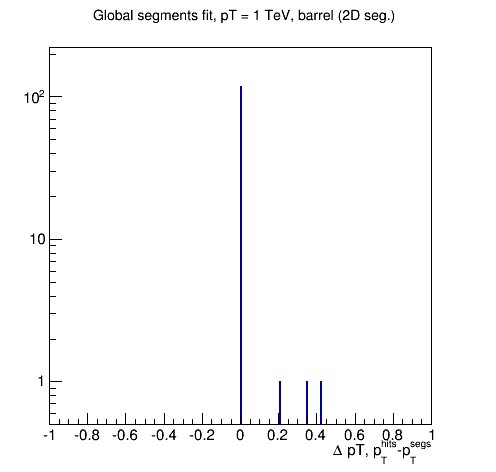 Global segments fit, pT = 1 TeV, barrel (2D seg.)
10²
10
1
-1 -0.8 -0.6 -0.4 -0.2 0 0.2 0.4 0.6 0.8 1
Δ pT, p_T^hits-p_T^segs